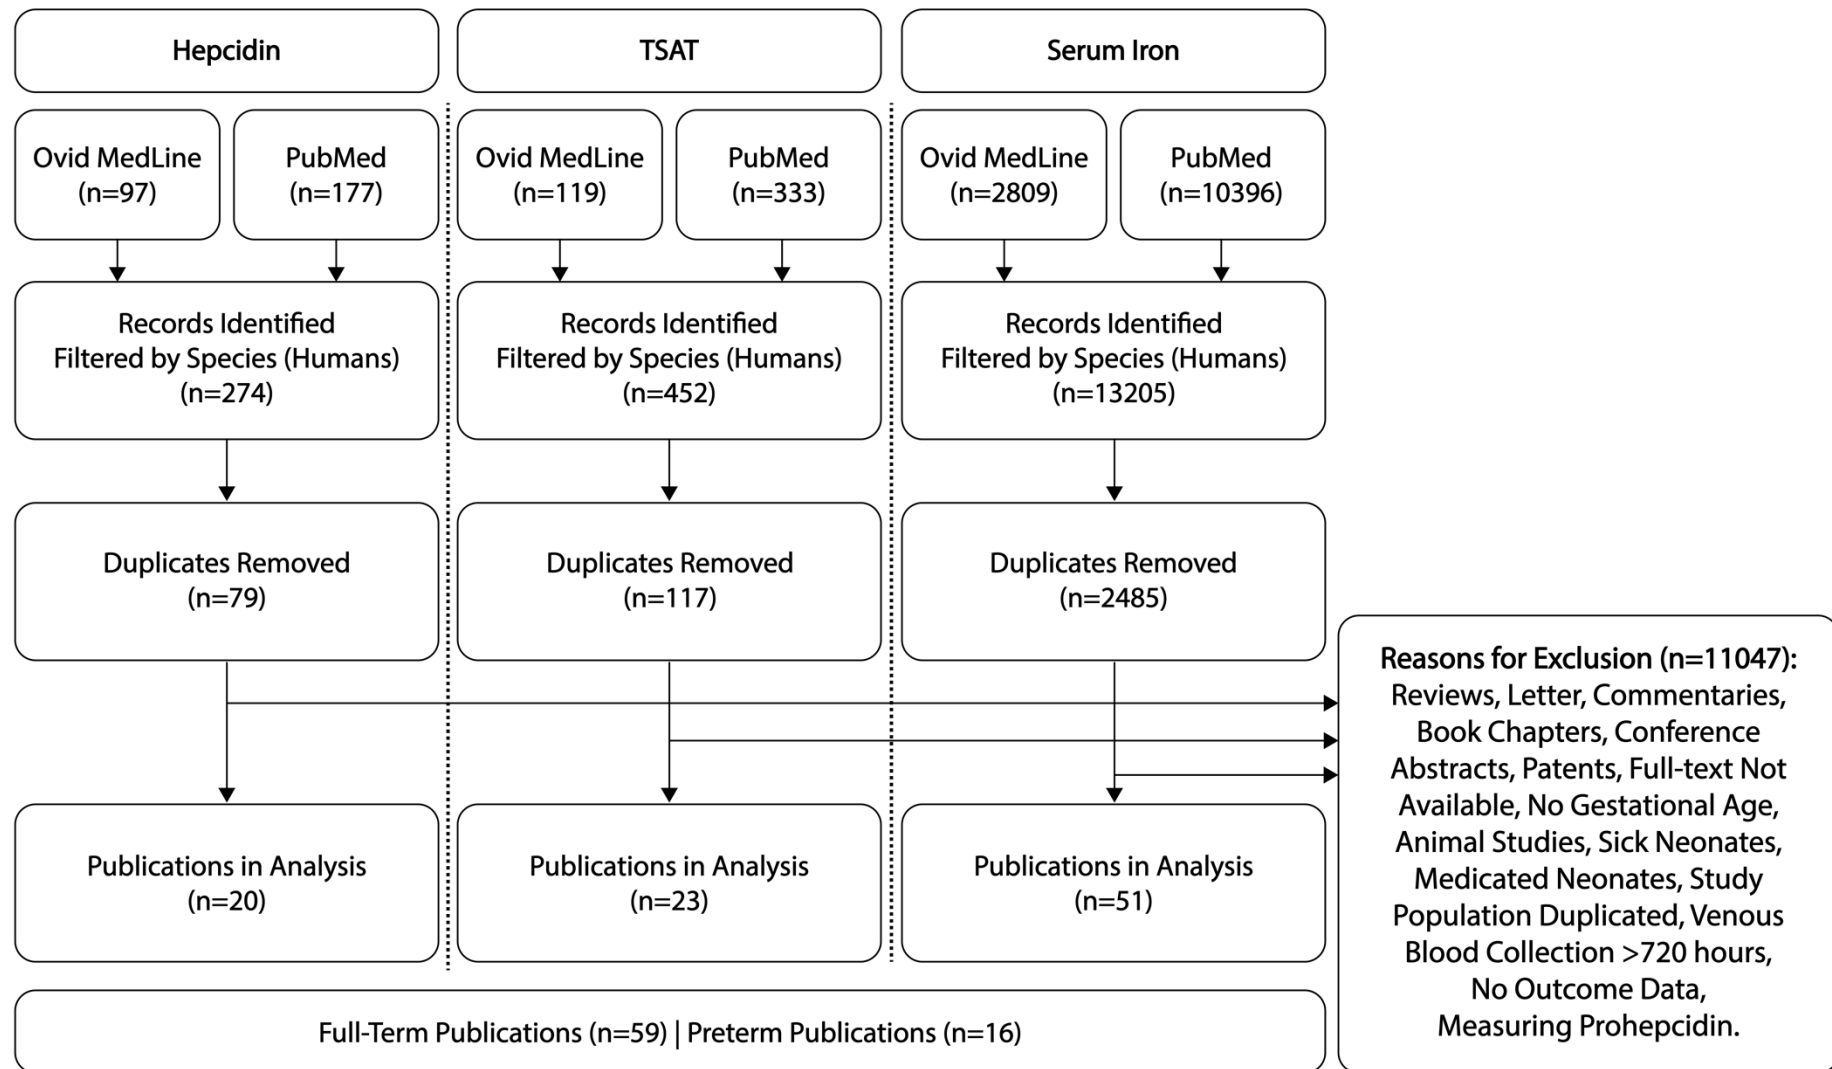 Hepcidin
TSAT
Serum Iron
Ovid MedLine
(n=97)
PubMed
(n=177)
Ovid MedLine
(n=119)
PubMed
(n=333)
Ovid MedLine
(n=2809)
PubMed
(n=10396)
Records Identified
Filtered by Species (Humans)
(n=274)
Records Identified
Filtered by Species (Humans)
(n=452)
Records Identified
Filtered by Species (Humans)
(n=13205)
Duplicates Removed
(n=79)
Duplicates Removed
(n=117)
Duplicates Removed
(n=2485)
Reasons for Exclusion (n=11047):
Reviews, Letter, Commentaries,
Book Chapters, Conference
Abstracts, Patents, Full-text Not
Available, No Gestational Age,
Animal Studies, Sick Neonates,
Medicated Neonates, Study
Population Duplicated, Venous
Blood Collection >720 hours,
No Outcome Data,
Measuring Prohepcidin.
Publications in Analysis
(n=20)
Publications in Analysis
(n=23)
Publications in Analysis
(n=51)
Full-Term Publications (n=59) | Preterm Publications (n=16)